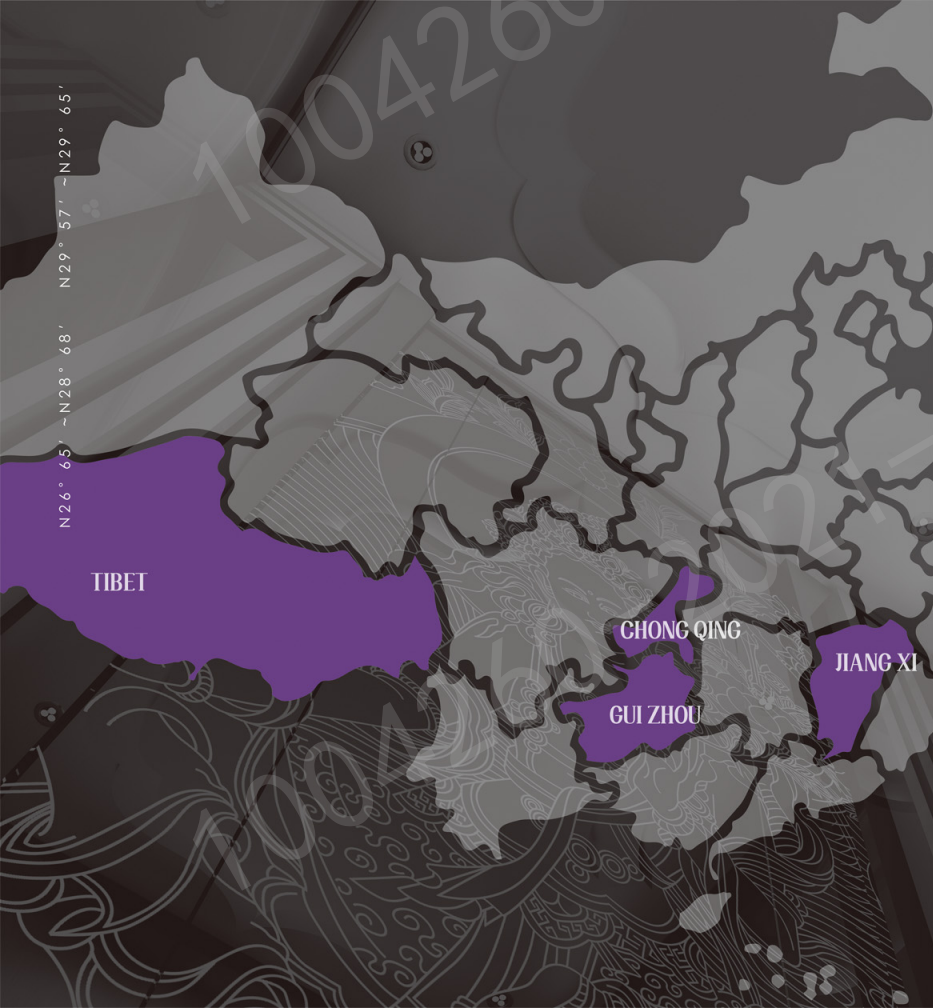 N29° 57′ ~N29° 65′
N26° 65′ ~N28° 68′
TIBET
CHONG QING
JIANG XI
GUI ZHOU